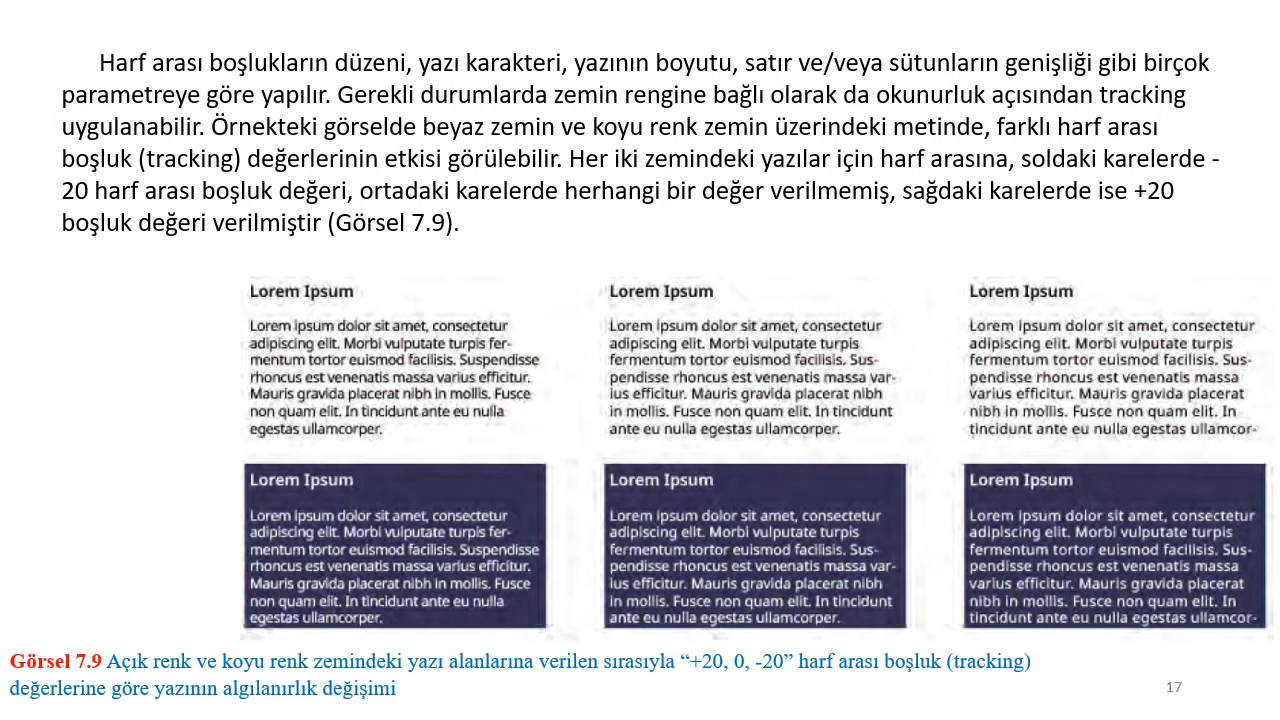 Harf arası boşlukların düzeni, yazı karakteri, yazının boyutu, satır ve/veya sütunların genişliği gibi birçok
parametreye göre yapılır. Gerekli durumlarda zemin rengine bağlı olarak da okunurluk açısından tracking
uygulanabilir. Örnekteki görselde beyaz zemin ve koyu renk zemin üzerindeki metinde, farklı harf arası
boşluk (tracking) değerlerinin etkisi görülebilir. Her iki zemindeki yazılar için harf arasına, soldaki karelerde -
20 harf arası boşluk değeri, ortadaki karelerde herhangi bir değer verilmemiş, sağdaki karelerde ise +20
boşluk değeri verilmiştir (Görsel 7.9).
Lorem Ipsum
Lorem ipsum dolor sit amet, consectetur
adipiscing elit. Morbi vulputate turpis fer-
mentum tortor euismod facilisis. Suspendisse
rhoncus est venenatis massa varius efficitur.
Mauris gravida placerat nibh in mollis. Fusce
non quam elit. In tincidunt ante eu nulla
egestas ullamcorper.
Lorem Ipsum
Lorem ipsum dolor sit amet, consectetur
adipiscing elit. Morbi vulputate turpis
fermentum tortor euismod facilisis. Sus-
pendisse rhoncus est venenatis massa var-
ius efficitur. Mauris gravida placerat nibh
in mollis. Fusce non quam elit. In tincidunt
ante eu nulla egestas ullamcorper.
Lorem Ipsum
Lorem ipsum dolor sit amet, consectetur
adipiscing elit. Morbi vulputate turpis
fermentum tortor euismod facilisis. Sus-
pendisse rhoncus est venenatis massa
varius efficitur. Mauris gravida placerat
nibh in mollis. Fusce non quam elit. In
tincidunt ante eu nulla egestas ullamcor-
Lorem Ipsum
Lorem ipsum dolor sit amet, consectetur
adipiscing elit. Morbi vulputate turpis fer-
mentum tortor euismod facilisis. Suspendisse
rhoncus est venenatis massa varius efficitur.
Mauris gravida placerat nibh in mollis. Fusce
non quam elit. In tincidunt ante eu nulla
egestas ullamcorper.
Lorem Ipsum
Lorem ipsum dolor sit amet, consectetur
adipiscing elit. Morbi vulputate turpis
fermentum tortor euismod facilisis. Sus-
pendisse rhoncus est venenatis massa var-
ius efficitur. Mauris gravida placerat nibh
in mollis. Fusce non quam elit. In tincidunt
ante eu nulla egestas ullamcorper.
Lorem Ipsum
Lorem ipsum dolor sit amet, consectetur
adipiscing elit. Morbi vulputate turpis
fermentum tortor euismod facilisis. Sus-
pendisse rhoncus est venenatis massa
varius efficitur. Mauris gravida placerat
nibh in mollis. Fusce non quam elit. In
tincidunt ante eu nulla egestas ullamcor-
Görsel 7.9 Açık renk ve koyu renk zemindeki yazı alanlarına verilen sırasıyla “+20, 0, -20” harf arası boşluk (tracking)
değerlerine göre yazının algılanırlık değişimi
17